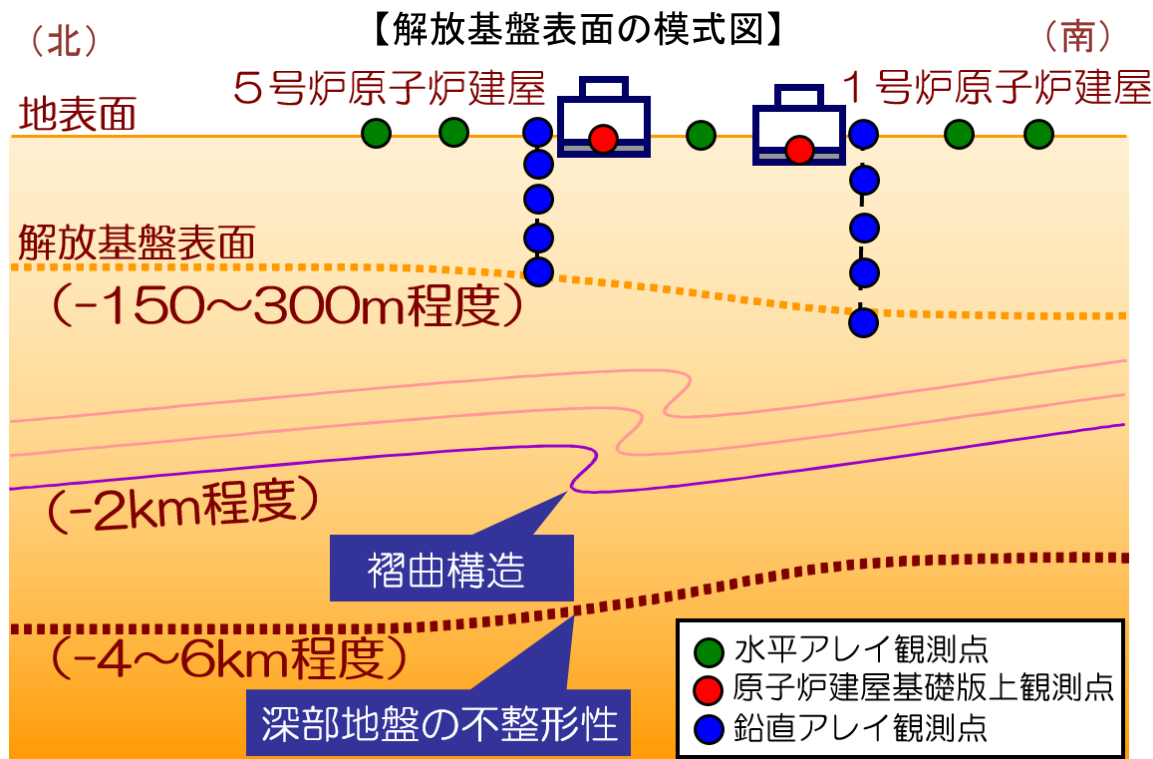 【解放基盤表面の模式図】
（北）
（南）
５号炉原子炉建屋
１号炉原子炉建屋
地表面
解放基盤表面
（-150～300m程度）
（-2km程度）
褶曲構造
（-4～6km程度）
深部地盤の不整形性
水平アレイ観測点
原子炉建屋基礎版上観測点
鉛直アレイ観測点